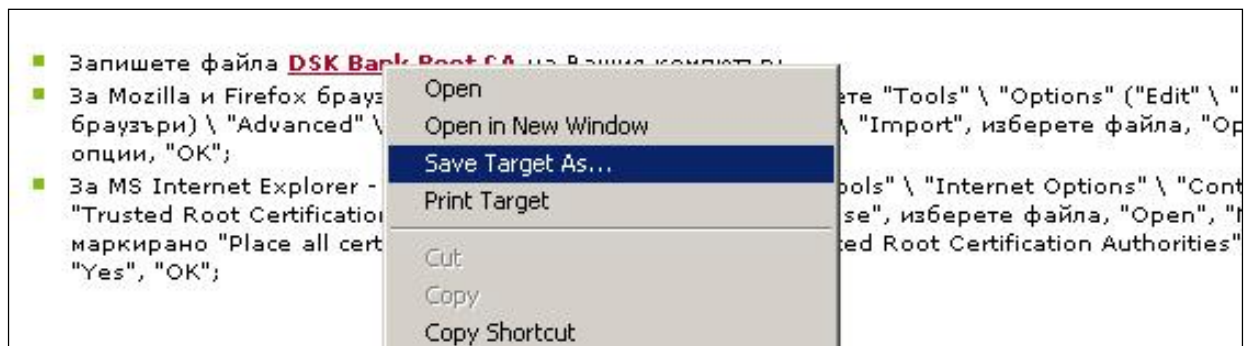 Запишете файла DSK Bank Root CA на Вашия компютър;
За Mozilla и Firefox брауз ете "Tools" \ "Options" ("Edit" \ "
браузъри) \ "Advanced" \ \ "Import", изберете файла, "Op
опции, "OK";
За MS Internet Explorer - ools" \ "Internet Options" \ "Cont
"Trusted Root Certification se", изберете файла, "Open", "N
маркирано "Place all cert ted Root Certification Authorities"
"Yes", "OK";
Open
Open in New Window
Save Target As...
Print Target
Cut
Copy
Copy Shortcut